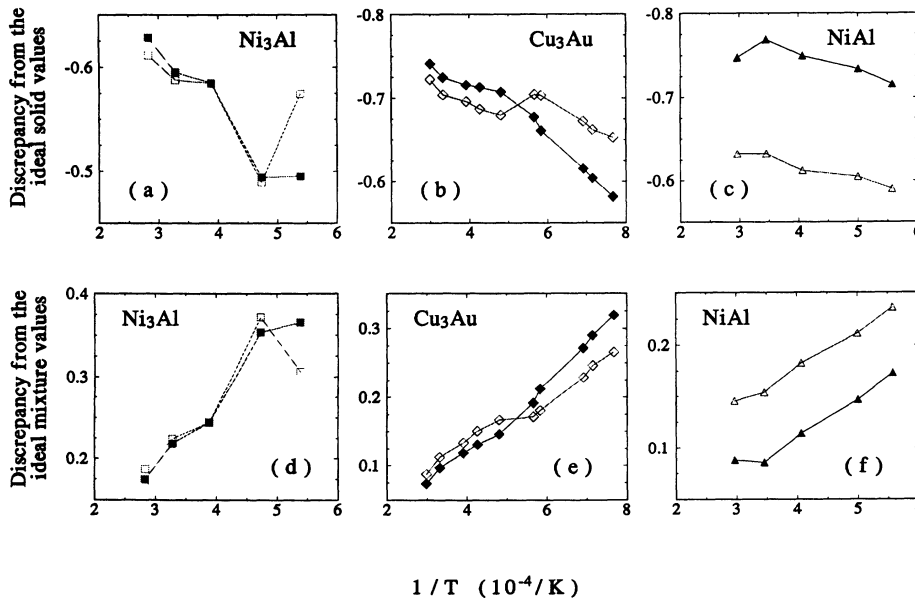 Discrepancy from the
ideal solid values
-0.6
-0.5
Ni3Al
( a )
2 3 4 5 6
-0.8
-0.7
-0.6
Cu3Au
( b )
2 4 6 8
-0.8
-0.7
-0.6
NiAl
( c )
2 3 4 5 6
Discrepancy from the
ideal mixture values
0.4
0.3
0.2
Ni3Al
( d )
2 3 4 5 6
0.3
0.2
0.1
Cu3Au
( e )
2 4 6 8
0.2
0.1
NiAl
( f )
2 3 4 5 6
1/T (10⁻⁴/K)